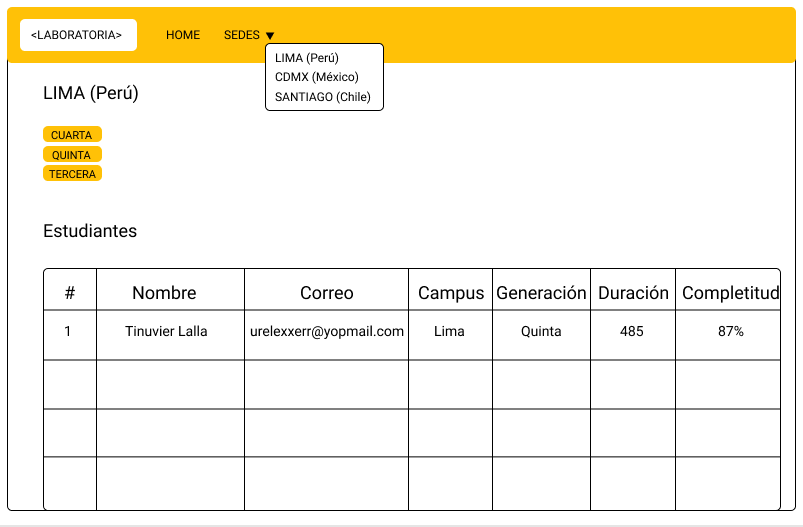 <LABORATORIA> HOME SEDES ▼
LIMA (Perú)
CDMX (México)
SANTIAGO (Chile)
LIMA (Perú)
CUARTA
QUINTA
TERCERA
Estudiantes
# Nombre Correo Campus Generación Duración Completitud
1 Tinuvier Lalla urelexxerr@yopmail.com Lima Quinta 485 87%